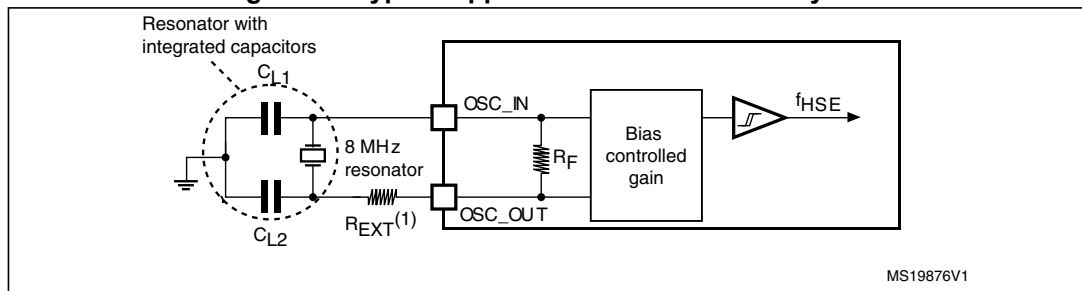 Resonator with
integrated capacitors
CL1
OSC_IN
fHSE
8 MHz
resonator
RF
Bias
controlled
gain
REXT(1)
OSC_OUT
CL2
MS19876V1